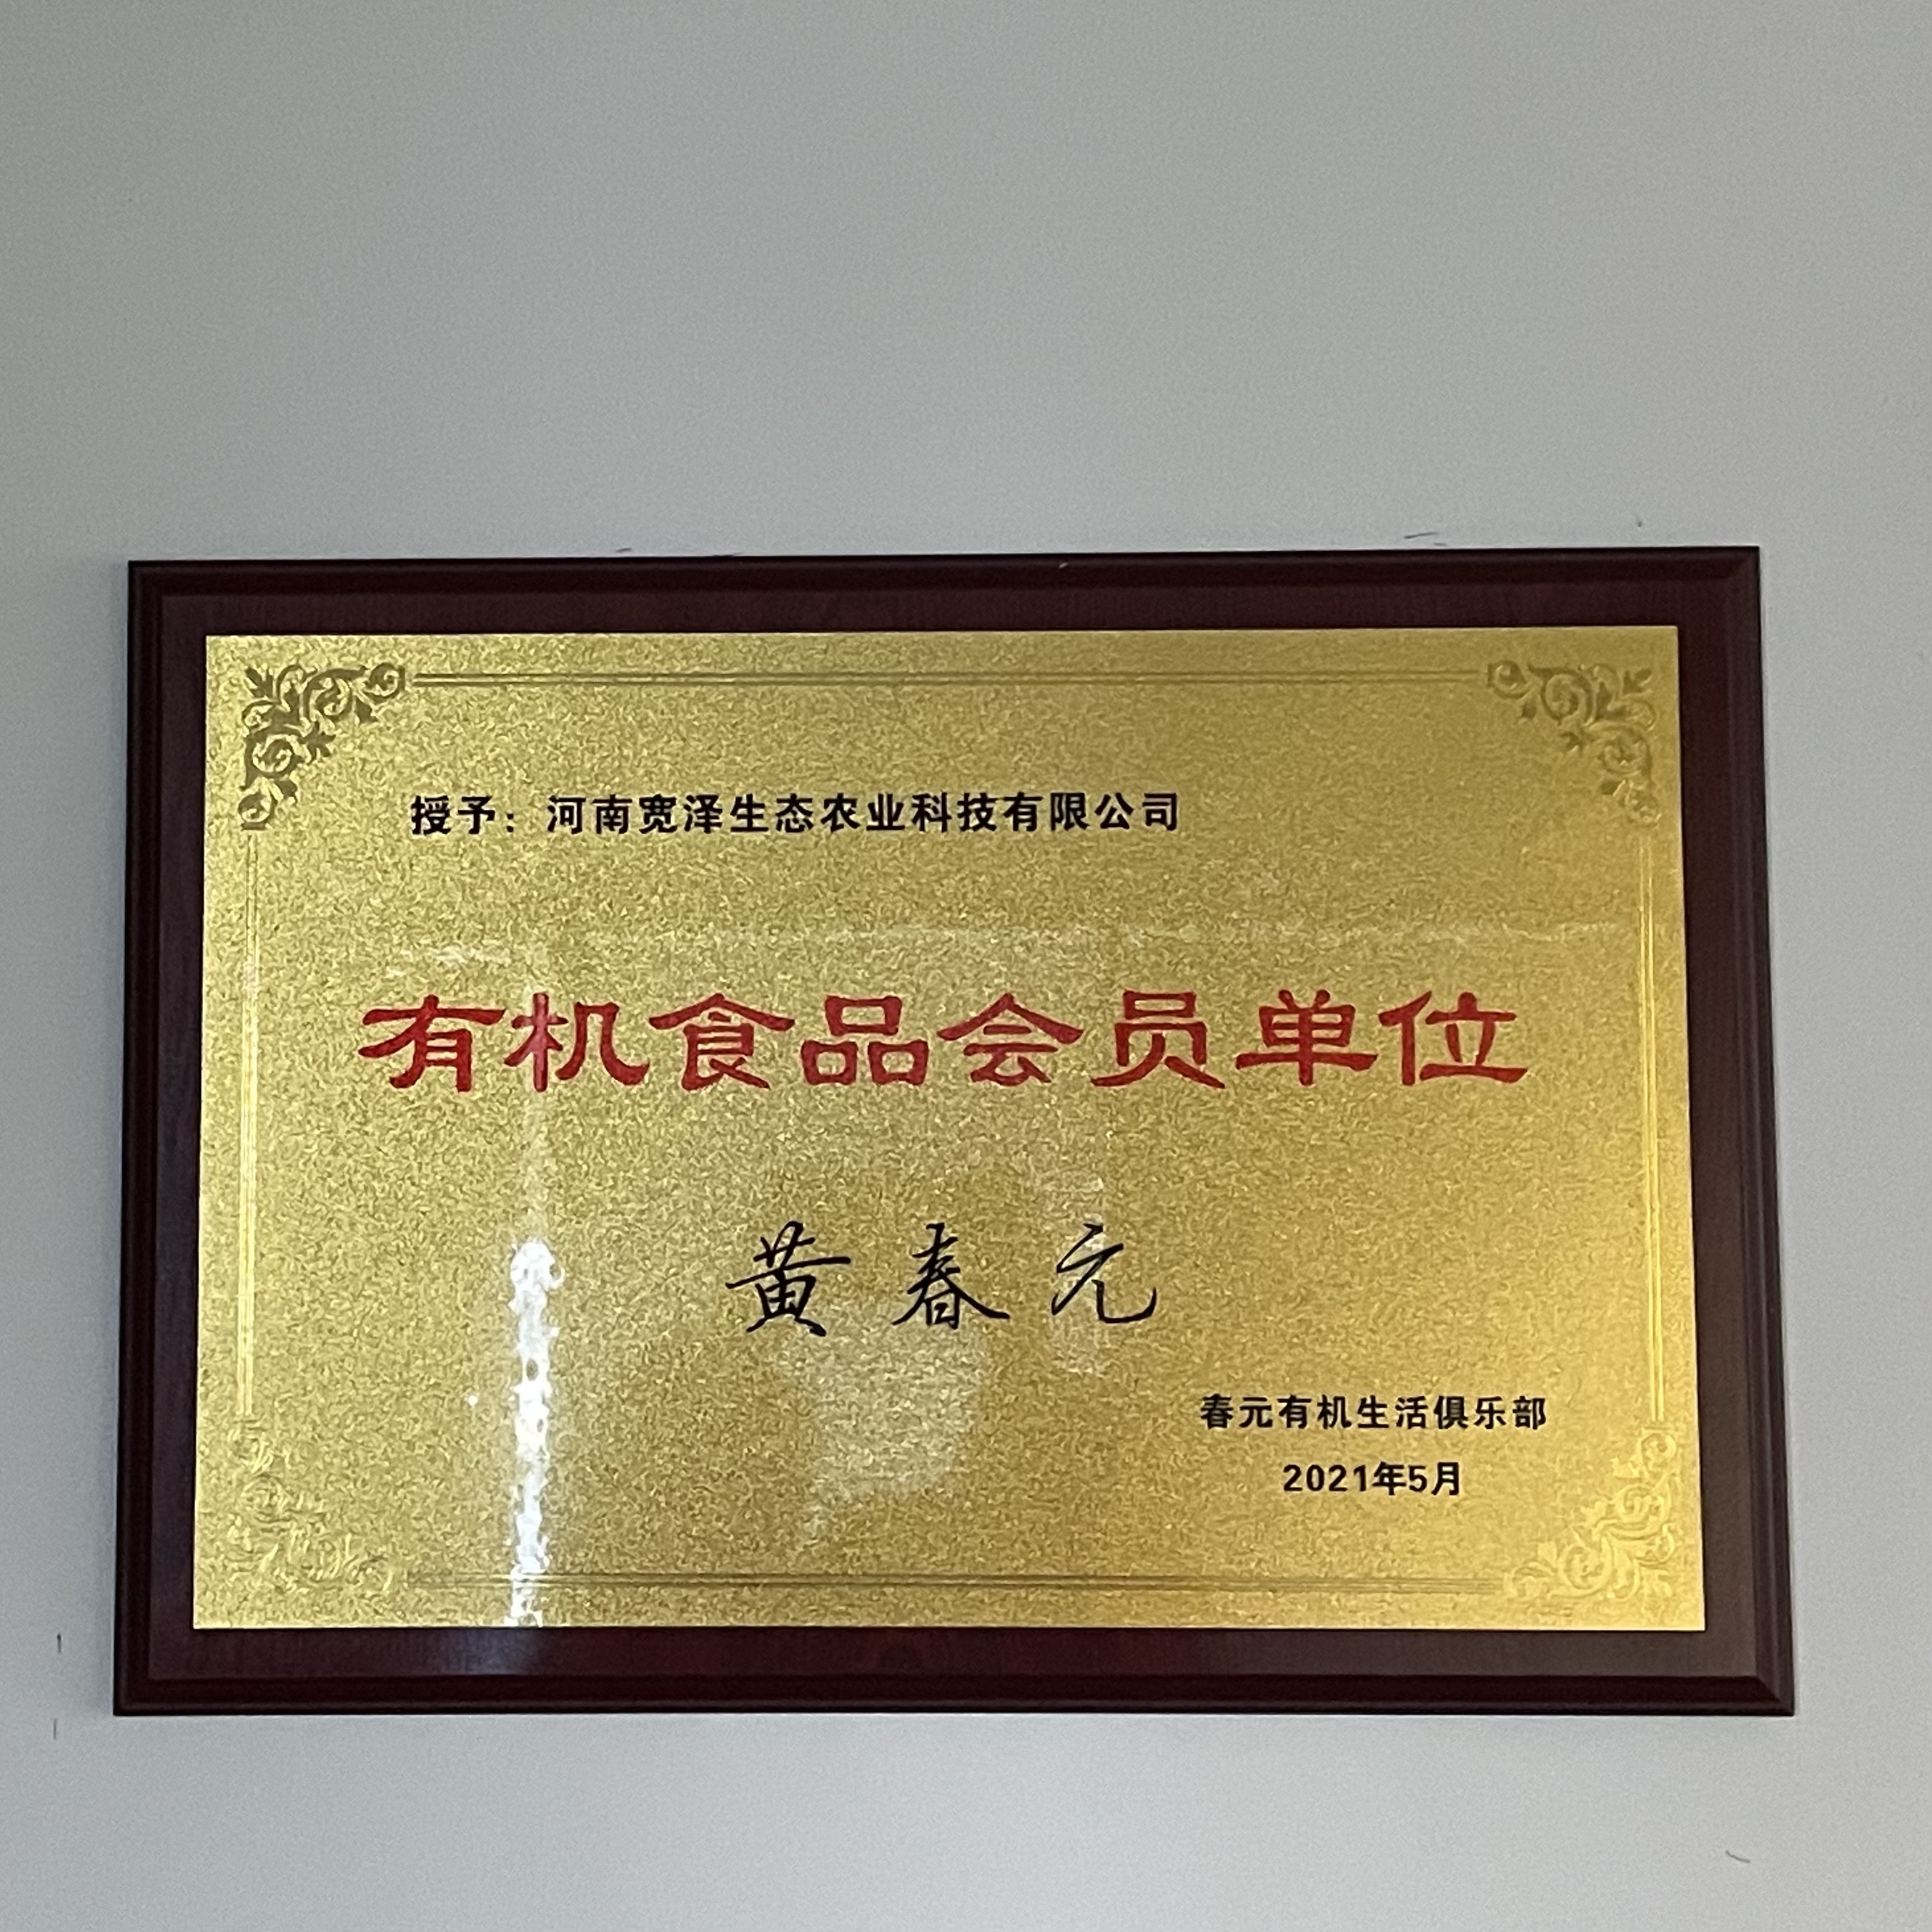 授予：河南宽泽生态农业科技有限公司
有机食品会员单位
黄春元
春元有机生活俱乐部
2021年5月